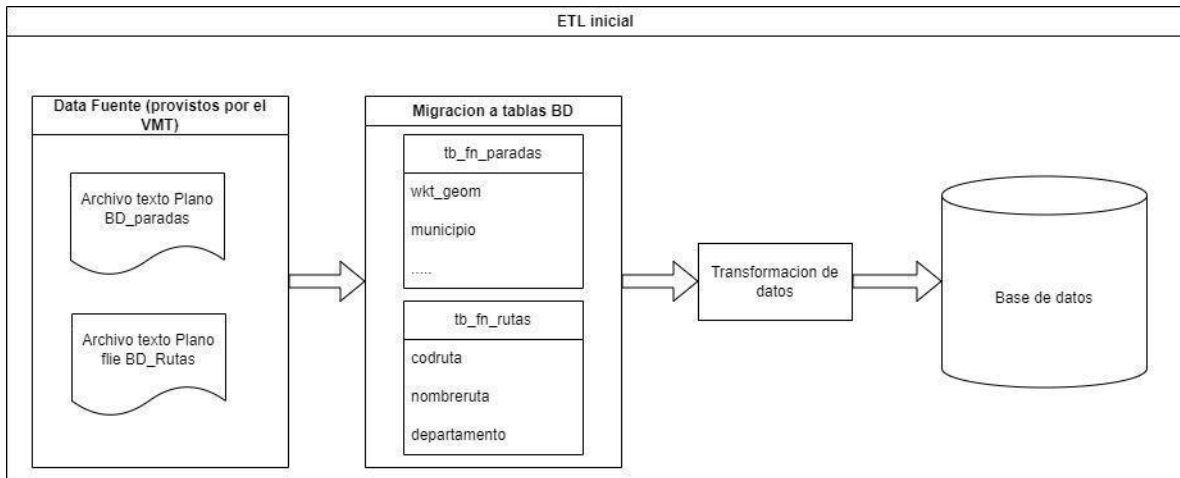 ETL inicial
Data Fuente (provistos por el
VMT)
Archivo texto Plano
BD_paradas
Archivo texto Plano
flie BD_Rutas
Migracion a tablas BD
tb_fn_paradas
wkt_geom
municipio
.....
tb_fn_rutas
codruta
nombreruta
departamento
Transformacion de
datos
Base de datos